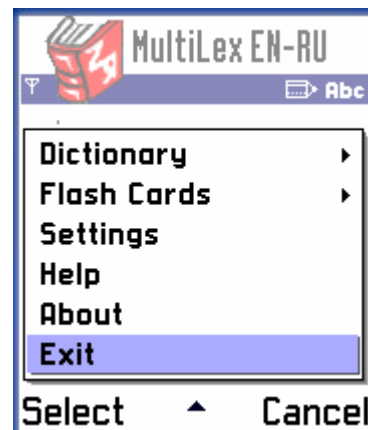 MultiLex EN-RU
Abc
Dictionary
Flash Cards
Settings
Help
About
Exit
Select Cancel